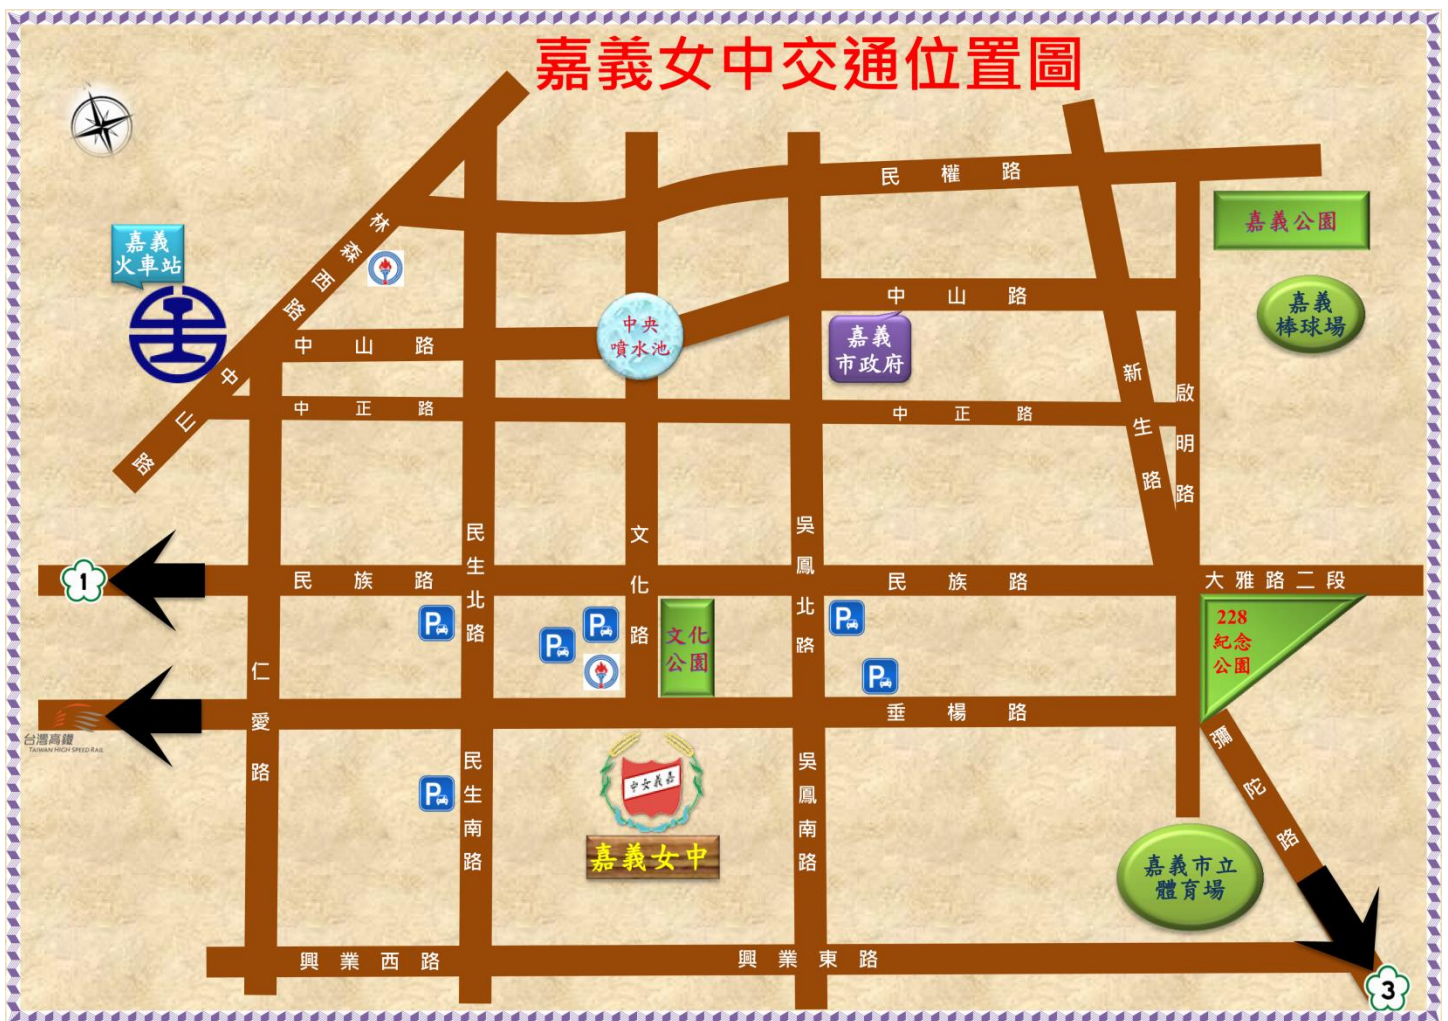 嘉義女中交通位置圖
民權路
嘉義公園
林森西路
嘉義
火車站
中山路
嘉義
棒球場
中央
噴水池
中山路
嘉義
市政府
中山路
新生路
啟明路
中正路
中正路
民生北路
文化路
吳鳳北路
1
民族路
民族路
大雅路二段
P
P
P
P
P
文化
公園
228
紀念
公園
仁愛路
垂楊路
台灣高鐵
TAIWAN HIGH SPEED RAIL
彌陀路
民生南路
吳鳳南路
P
中女義嘉
嘉義女中
嘉義市立
體育場
興業西路
興業東路
3